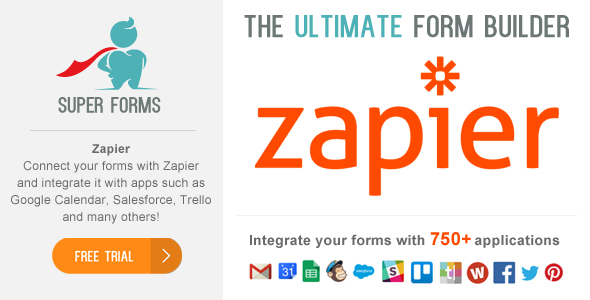 SUPER FORMS
Zapier
Connect your forms with Zapier
and integrate it with apps such as
Google Calendar, Salesforce, Trello
and many others!
FREE TRIAL
THE ULTIMATE FORM BUILDER
zapier
Integrate your forms with 750+ applications
31